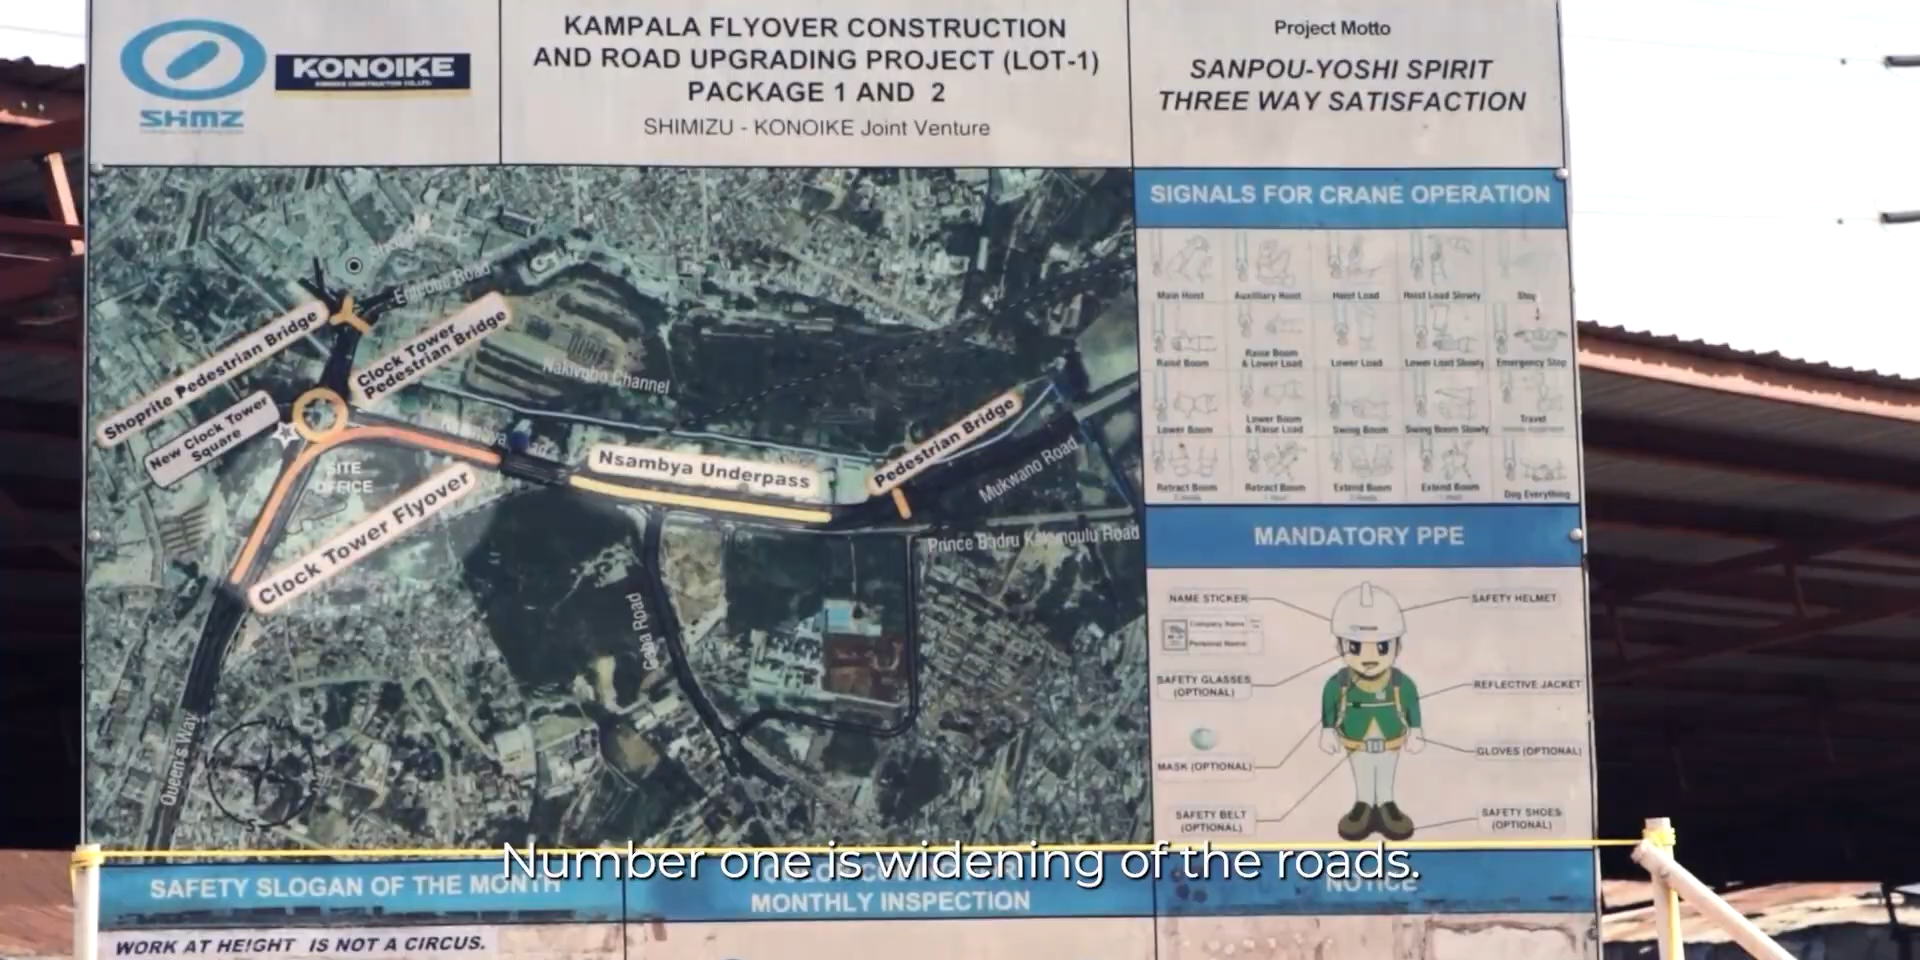 SHIMZ
KONOIKE
KAMPALA FLYOVER CONSTRUCTION
AND ROAD UPGRADING PROJECT (LOT-1)
PACKAGE 1 AND 2
SHIMIZU - KONOIKE Joint Venture
Project Motto
SANPOU-YOSHI SPIRIT
THREE WAY SATISFACTION
Entebbe Road
Shoprite Pedestrian Bridge
Clock Tower
Pedestrian Bridge
New Clock Tower
Square
Nakivubo Channel
SITE
OFFICE
Clock Tower Flyover
Nsambya Underpass
Pedestrian Bridge
Mukwano Road
Prince Badru Kakungulu Road
Gaba Road
Queen's Way
SIGNALS FOR CRANE OPERATION
Main Hoist
Auxilliary Hoist
Hoist Load
Hoist Load Slowly
Stop
Raise Boom
Raise Boom
& Lower Load
Lower Load
Lower Load Slowly
Emergency Stop
Lower Boom
Lower Boom
& Raise Load
Swing Boom
Swing Boom Slowly
Travel
Retract Boom
Retract Boom
Extend Boom
Extend Boom
Dog Everything
MANDATORY PPE
NAME STICKER
Company Name
Personal Name
SAFETY HELMET
SAFETY GLASSES
(OPTIONAL)
REFLECTIVE JACKET
MASK (OPTIONAL)
GLOVES (OPTIONAL)
SAFETY BELT
(OPTIONAL)
SAFETY SHOES
(OPTIONAL)
Number one is widening of the roads.
SAFETY SLOGAN OF THE MONTH
MONTHLY INSPECTION
NOTICE
WORK AT HEIGHT IS NOT A CIRCUS.